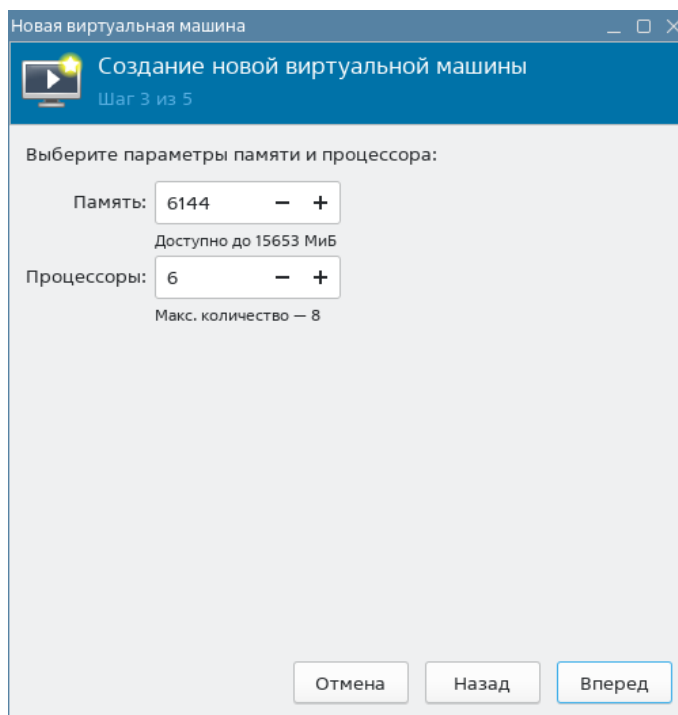 Новая виртуальная машина
Создание новой виртуальной машины
Шаг 3 из 5
Выберите параметры памяти и процессора:
Память: 6144
Доступно до 15653 МиБ
Процессоры: 6
Макс. количество — 8
Отмена Назад Вперед